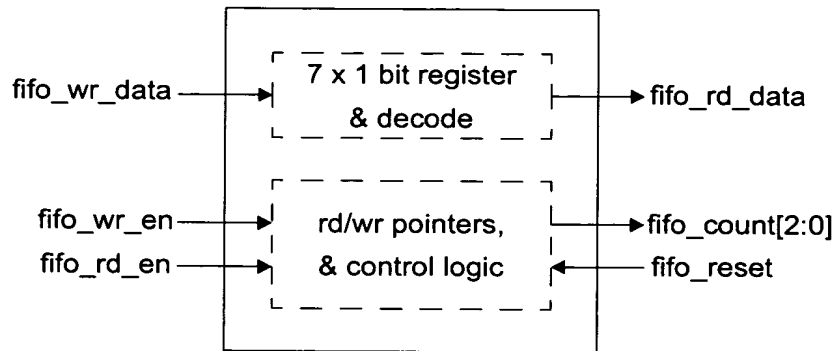 fifo_wr_data
7 x 1 bit register
& decode
fifo_rd_data
fifo_wr_en
fifo_rd_en
rd/wr pointers,
& control logic
fifo_count[2:0]
fifo_reset